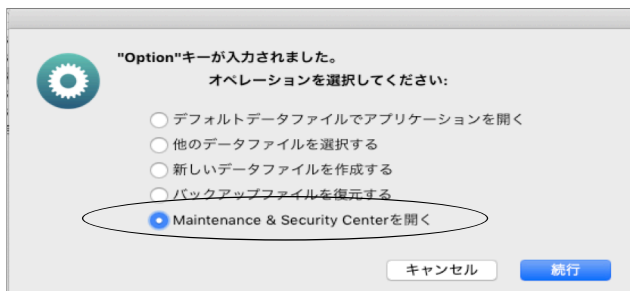 "Option"キーが入力されました。
オペレーションを選択してください:
デフォルトデータファイルでアプリケーションを開く
他のデータファイルを選択する
新しいデータファイルを作成する
バックアップファイルを復元する
Maintenance & Security Centerを開く
キャンセル
続行